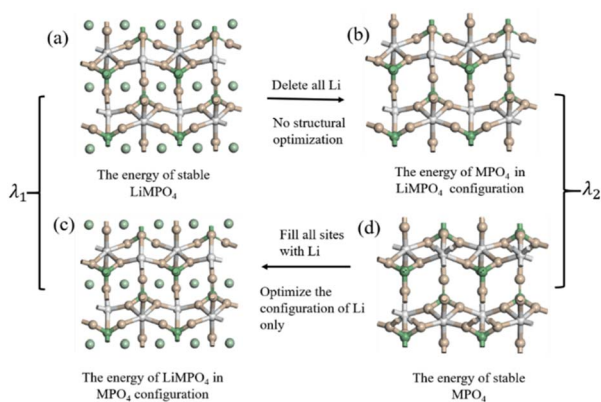 (a)
(b)
Delete all Li
No structural
optimization
The energy of stable
LiMPO₄
The energy of MPO₄ in
LiMPO₄ configuration
λ₁
λ₂
(c)
(d)
Fill all sites
with Li
Optimize the
configuration of Li
only
The energy of LiMPO₄ in
MPO₄ configuration
The energy of stable
MPO₄